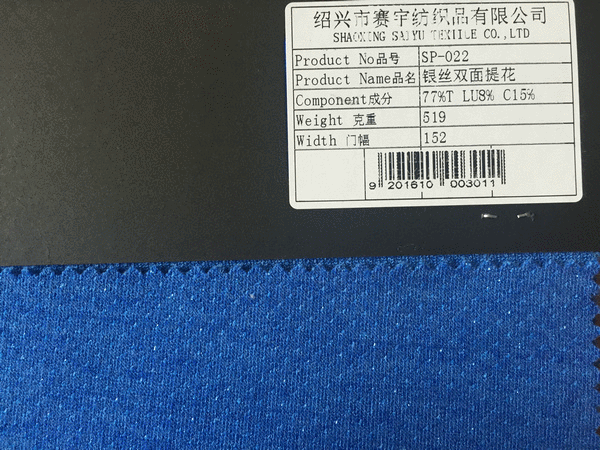 绍兴市赛宇纺织品有限公司
SHAOXING SAIYU TEXTILE CO.,LTD
Product No品号 SP-022
Product Name品名 银丝双面提花
Component成分 77%T LU8% C15%
Weight 克重 519
Width 门幅 152
9 201610 003011